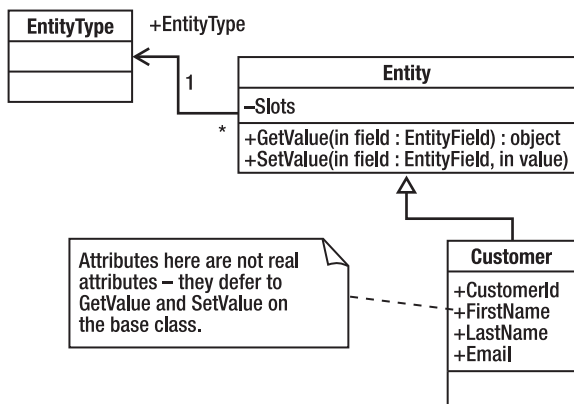 EntityType
+EntityType
1
*
Entity
–Slots
+GetValue(in field : EntityField) : object
+SetValue(in field : EntityField, in value)
Attributes here are not real
attributes – they defer to
GetValue and SetValue on
the base class.
Customer
+CustomerId
+FirstName
+LastName
+Email